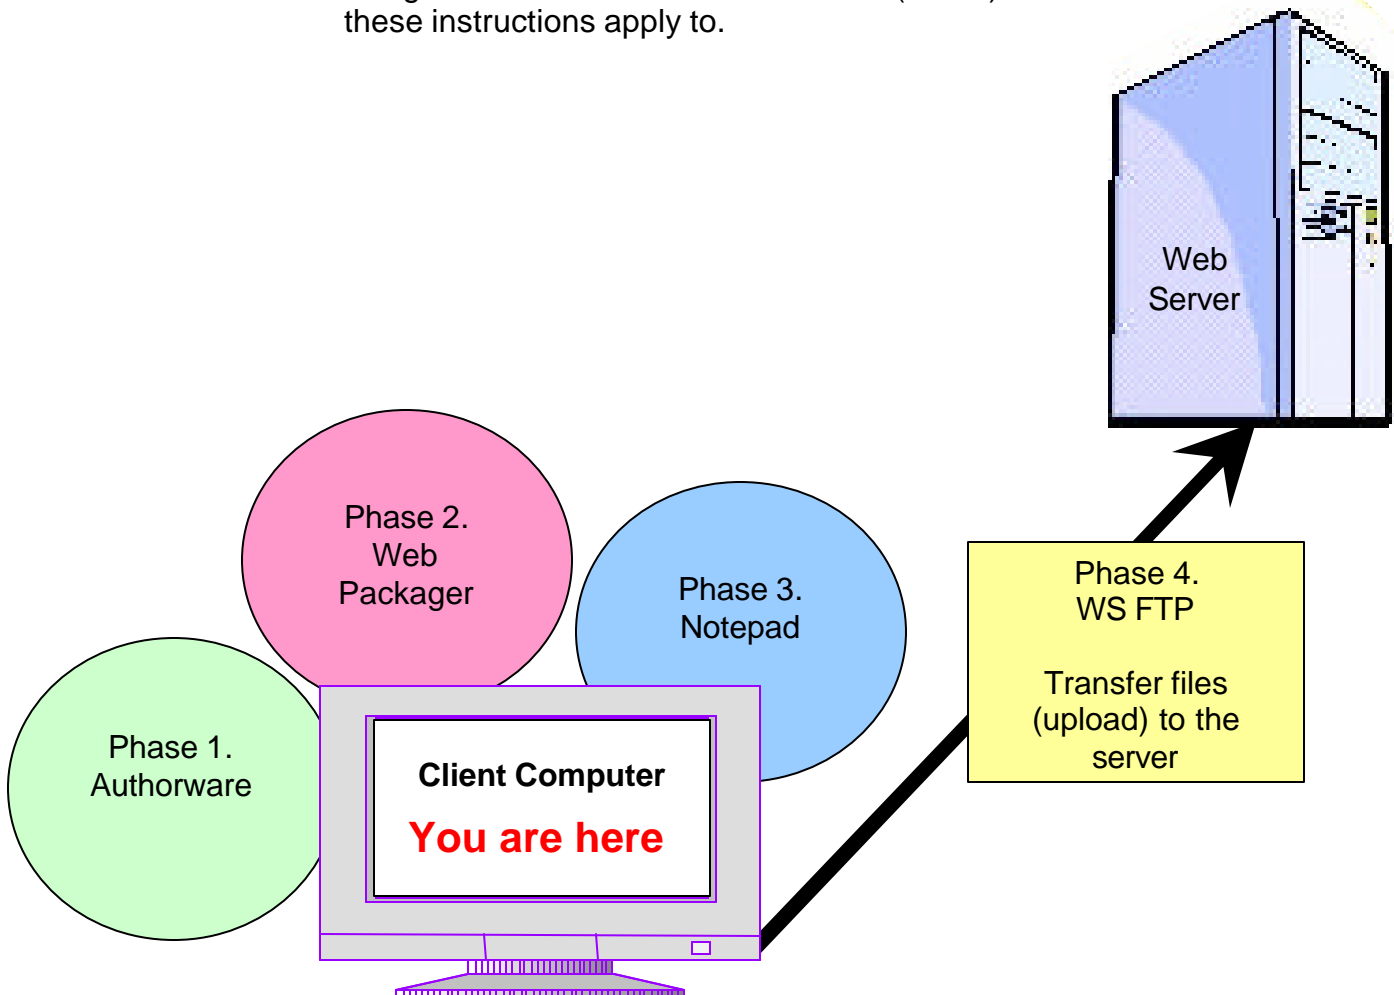 these instructions apply to.
Web
Server
Phase 2.
Web
Packager
Phase 3.
Notepad
Phase 4.
WS FTP
Transfer files
(upload) to the
server
Phase 1.
Authorware
Client Computer
You are here